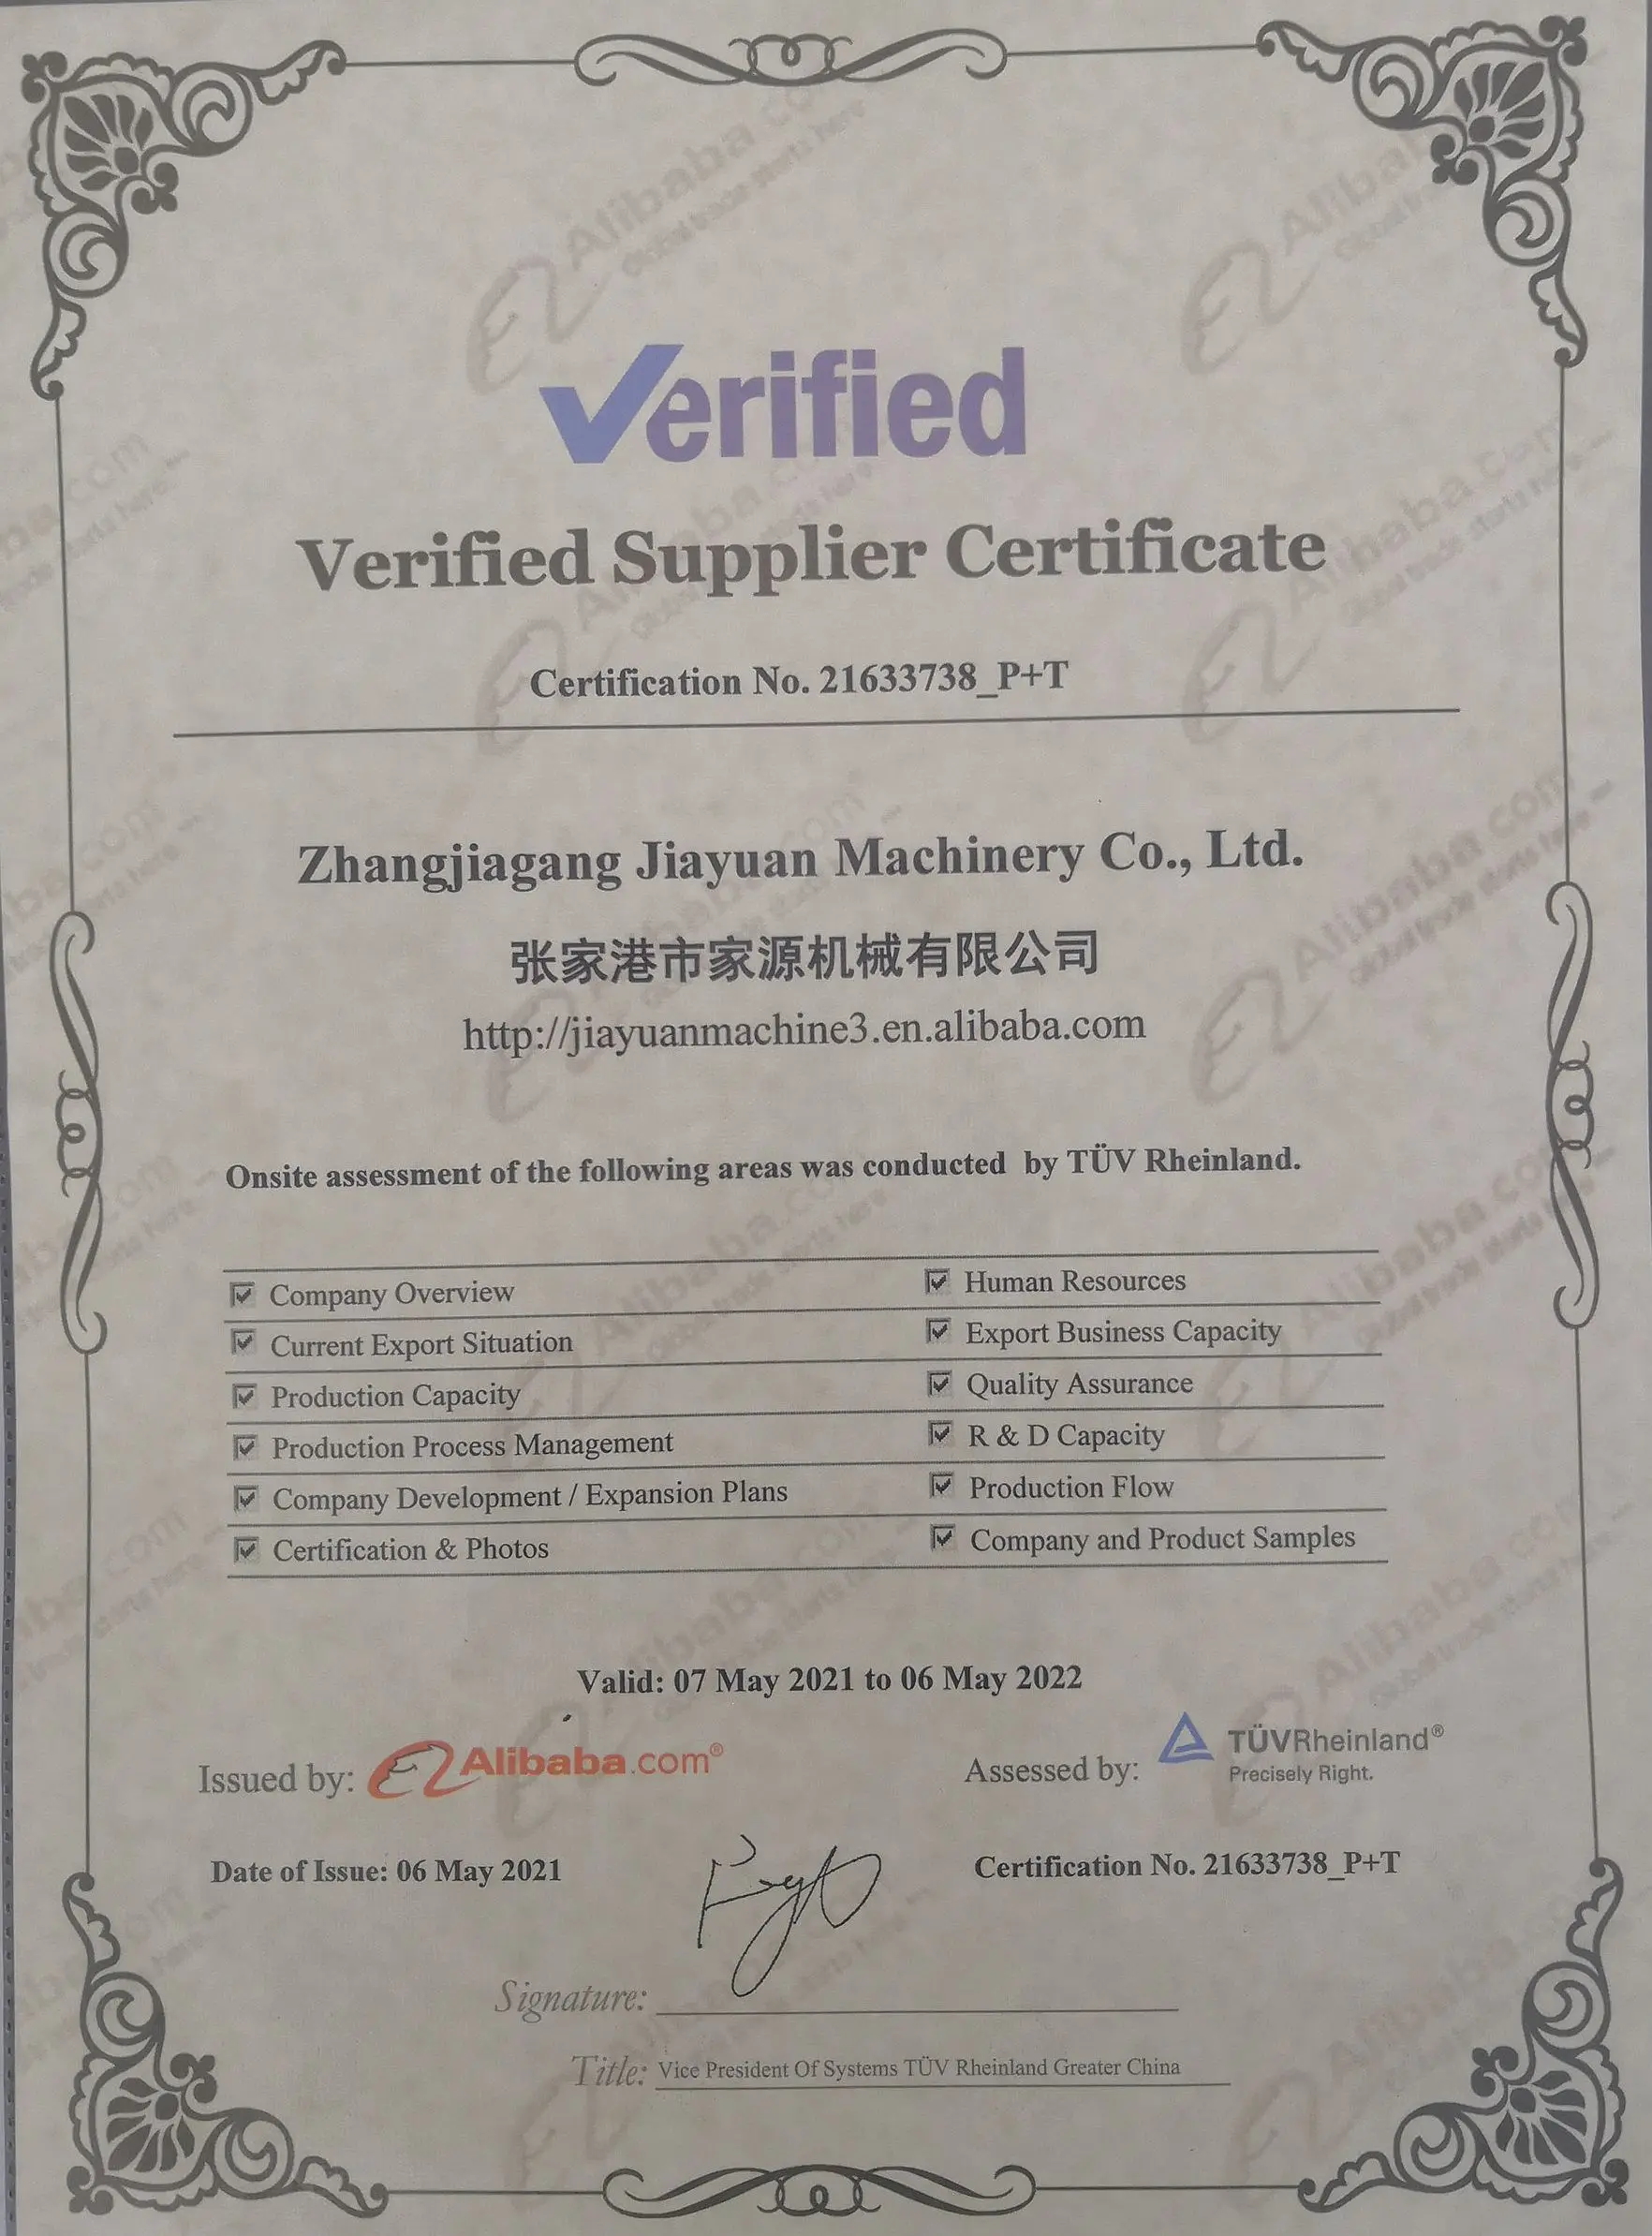 Verified
Verified Supplier Certificate
Certification No. 21633738_P+T
Zhangjiagang Jiayuan Machinery Co., Ltd.
张家港市家源机械有限公司
http://jiayuanmachine3.en.alibaba.com
Onsite assessment of the following areas was conducted by TÜV Rheinland.
Company Overview Human Resources
Current Export Situation Export Business Capacity
Production Capacity Quality Assurance
Production Process Management R & D Capacity
Company Development / Expansion Plans Production Flow
Certification & Photos Company and Product Samples
Valid: 07 May 2021 to 06 May 2022
Issued by: Alibaba.com® Assessed by: TÜVRheinland®
Precisely Right.
Date of Issue: 06 May 2021 Certification No. 21633738_P+T
Signature:
Title: Vice President Of Systems TÜV Rheinland Greater China